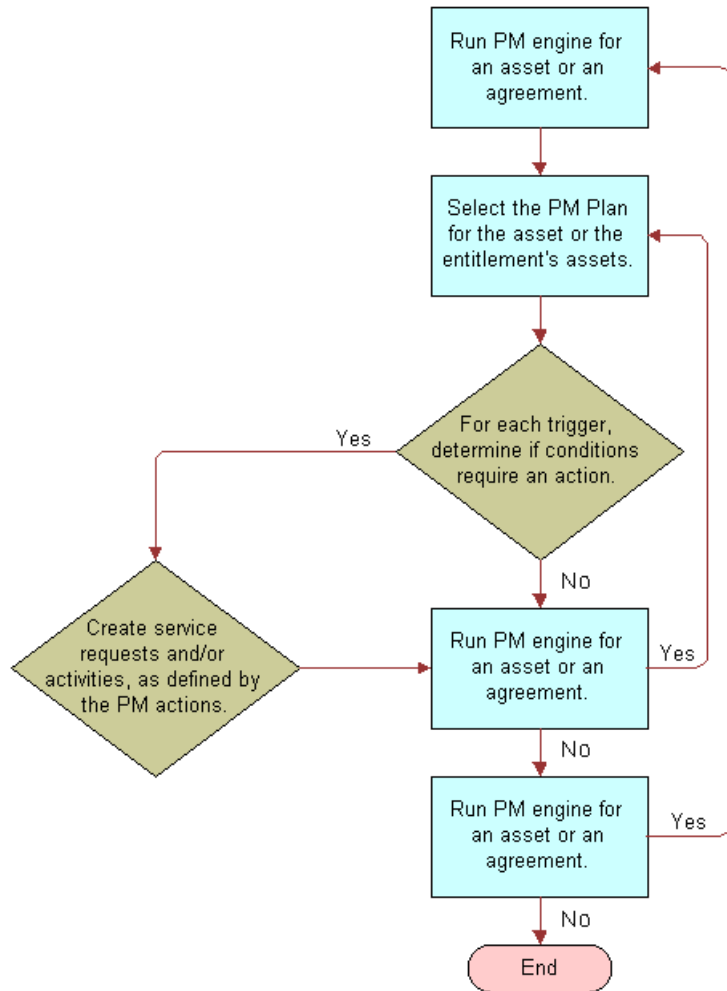 Run PM engine for
an asset or an
agreement.
Select the PM Plan
for the asset or the
entitlement's assets.
For each trigger,
determine if conditions
require an action.
Yes
No
Create service
requests and/or
activities, as defined by
the PM actions.
Run PM engine for
an asset or an
agreement.
Yes
No
Run PM engine for
an asset or an
agreement.
Yes
No
End